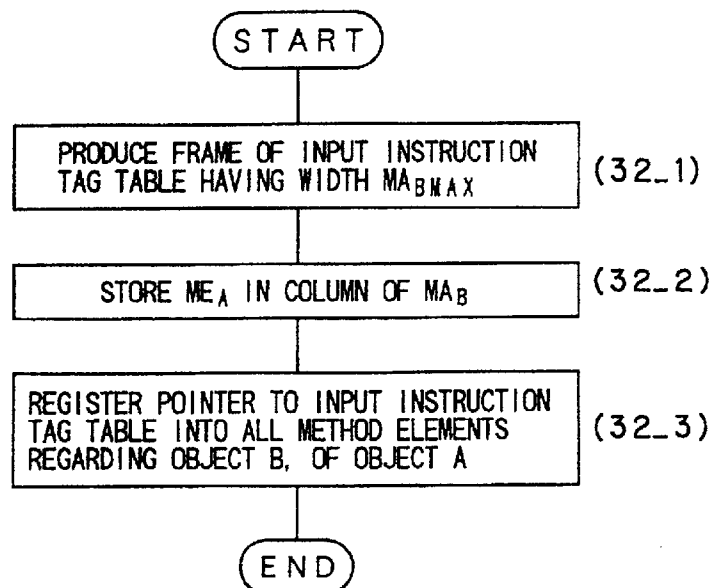 START
PRODUCE FRAME OF INPUT INSTRUCTION
TAG TABLE HAVING WIDTH MA_BMAX
(32_1)
STORE ME_A IN COLUMN OF MA_B
(32_2)
REGISTER POINTER TO INPUT INSTRUCTION
TAG TABLE INTO ALL METHOD ELEMENTS
REGARDING OBJECT B, OF OBJECT A
(32_3)
END